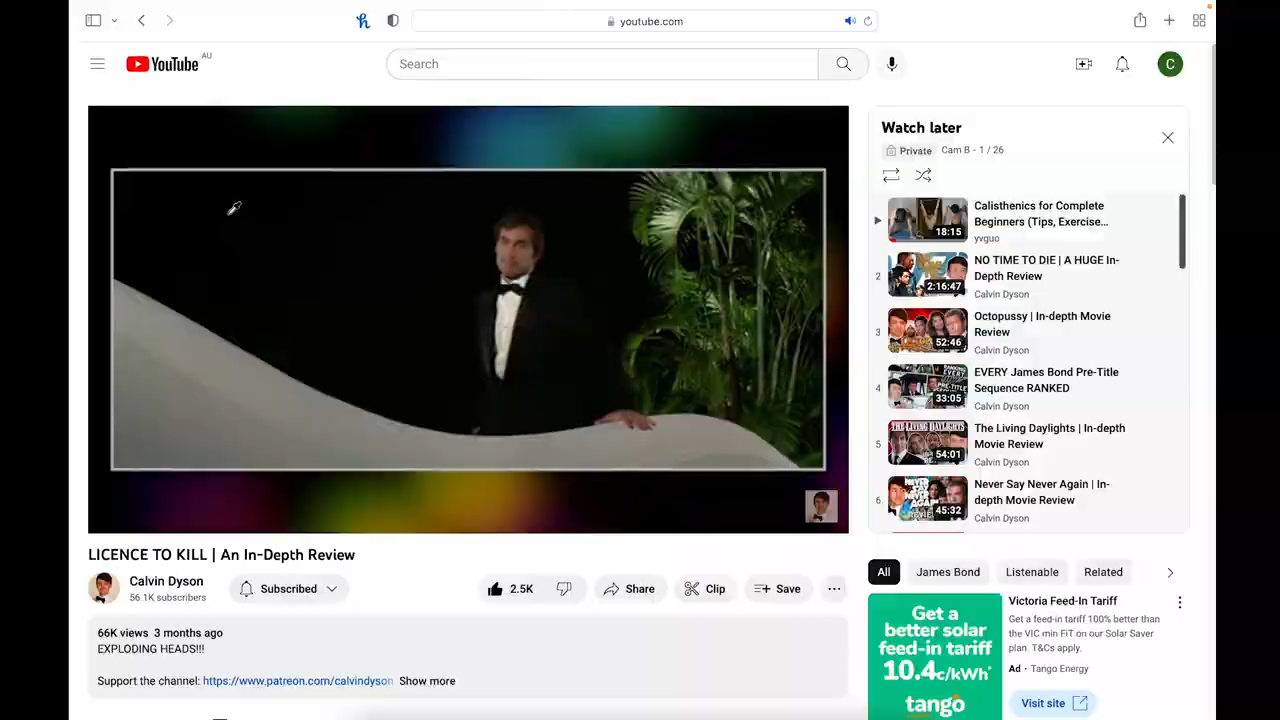 youtube.com
YouTube AU
Search
C
Watch later
Private Cam B - 1 / 26
Calisthenics for Complete
Beginners (Tips, Exercise...
yvguo
18:15
2
NO TIME TO DIE | A HUGE In-
Depth Review
Calvin Dyson
2:16:47
3
Octopussy | In-depth Movie
Review
Calvin Dyson
52:46
4
EVERY James Bond Pre-Title
Sequence RANKED
Calvin Dyson
33:05
5
The Living Daylights | In-depth
Movie Review
Calvin Dyson
54:01
6
Never Say Never Again | In-
depth Movie Review
Calvin Dyson
45:32
LICENCE TO KILL | An In-Depth Review
Calvin Dyson
56.1K subscribers
Subscribed
2.5K
Share
Clip
Save
66K views 3 months ago
EXPLODING HEADS!!!
Support the channel: https://www.patreon.com/calvindyson Show more
All
James Bond
Listenable
Related
Get a
better solar
feed-in tariff
10.4c/kWh*
tango
Victoria Feed-In Tariff
Get a feed-in tariff 100% better than
the VIC min FiT on our Solar Saver
plan. T&Cs apply.
Ad · Tango Energy
Visit site